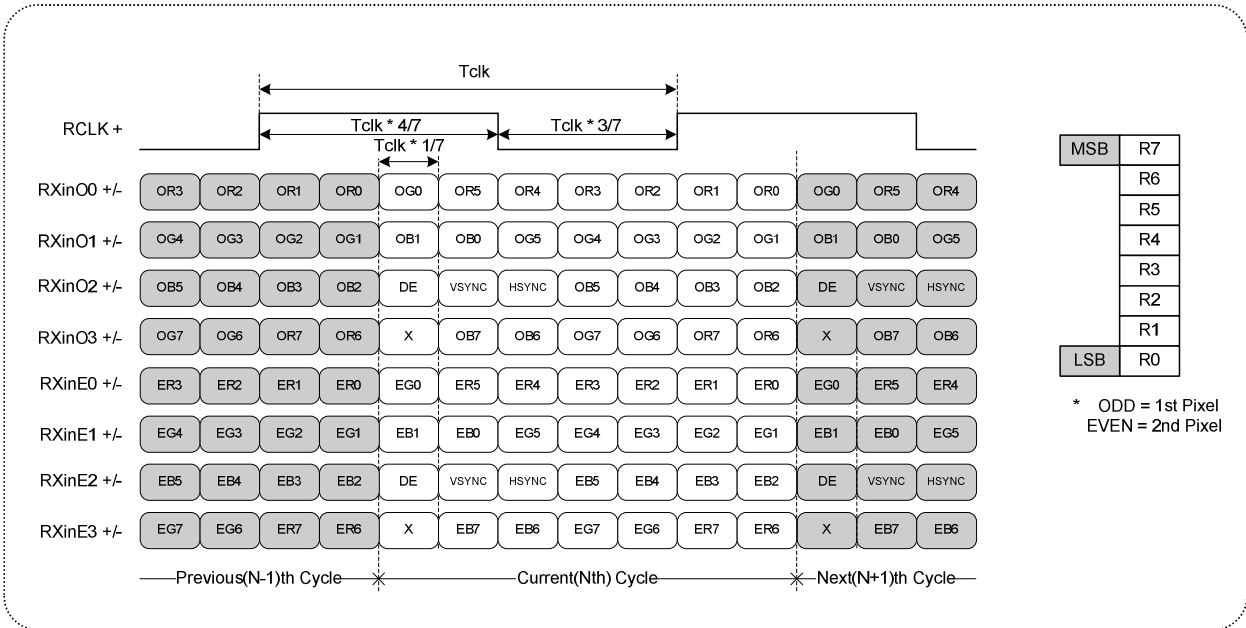 Tclk
RCLK +
Tclk * 4/7
Tclk * 3/7
Tclk * 1/7
RXinO0 +/- OR3 OR2 OR1 OR0 OG0 OR5 OR4 OR3 OR2 OR1 OR0 OG0 OR5 OR4
RXinO1 +/- OG4 OG3 OG2 OG1 OB1 OB0 OG5 OG4 OG3 OG2 OG1 OB1 OB0 OG5
RXinO2 +/- OB5 OB4 OB3 OB2 DE VSYNC HSYNC OB5 OB4 OB3 OB2 DE VSYNC HSYNC
RXinO3 +/- OG7 OG6 OR7 OR6 X OB7 OB6 OG7 OG6 OR7 OR6 X OB7 OB6
RXinE0 +/- ER3 ER2 ER1 ER0 EG0 ER5 ER4 ER3 ER2 ER1 ER0 EG0 ER5 ER4
RXinE1 +/- EG4 EG3 EG2 EG1 EB1 EB0 EG5 EG4 EG3 EG2 EG1 EB1 EB0 EG5
RXinE2 +/- EB5 EB4 EB3 EB2 DE VSYNC HSYNC EB5 EB4 EB3 EB2 DE VSYNC HSYNC
RXinE3 +/- EG7 EG6 ER7 ER6 X EB7 EB6 EG7 EG6 ER7 ER6 X EB7 EB6
Previous(N-1)th Cycle Current(Nth) Cycle Next(N+1)th Cycle
MSB R7
R6
R5
R4
R3
R2
R1
LSB R0
* ODD = 1st Pixel
EVEN = 2nd Pixel